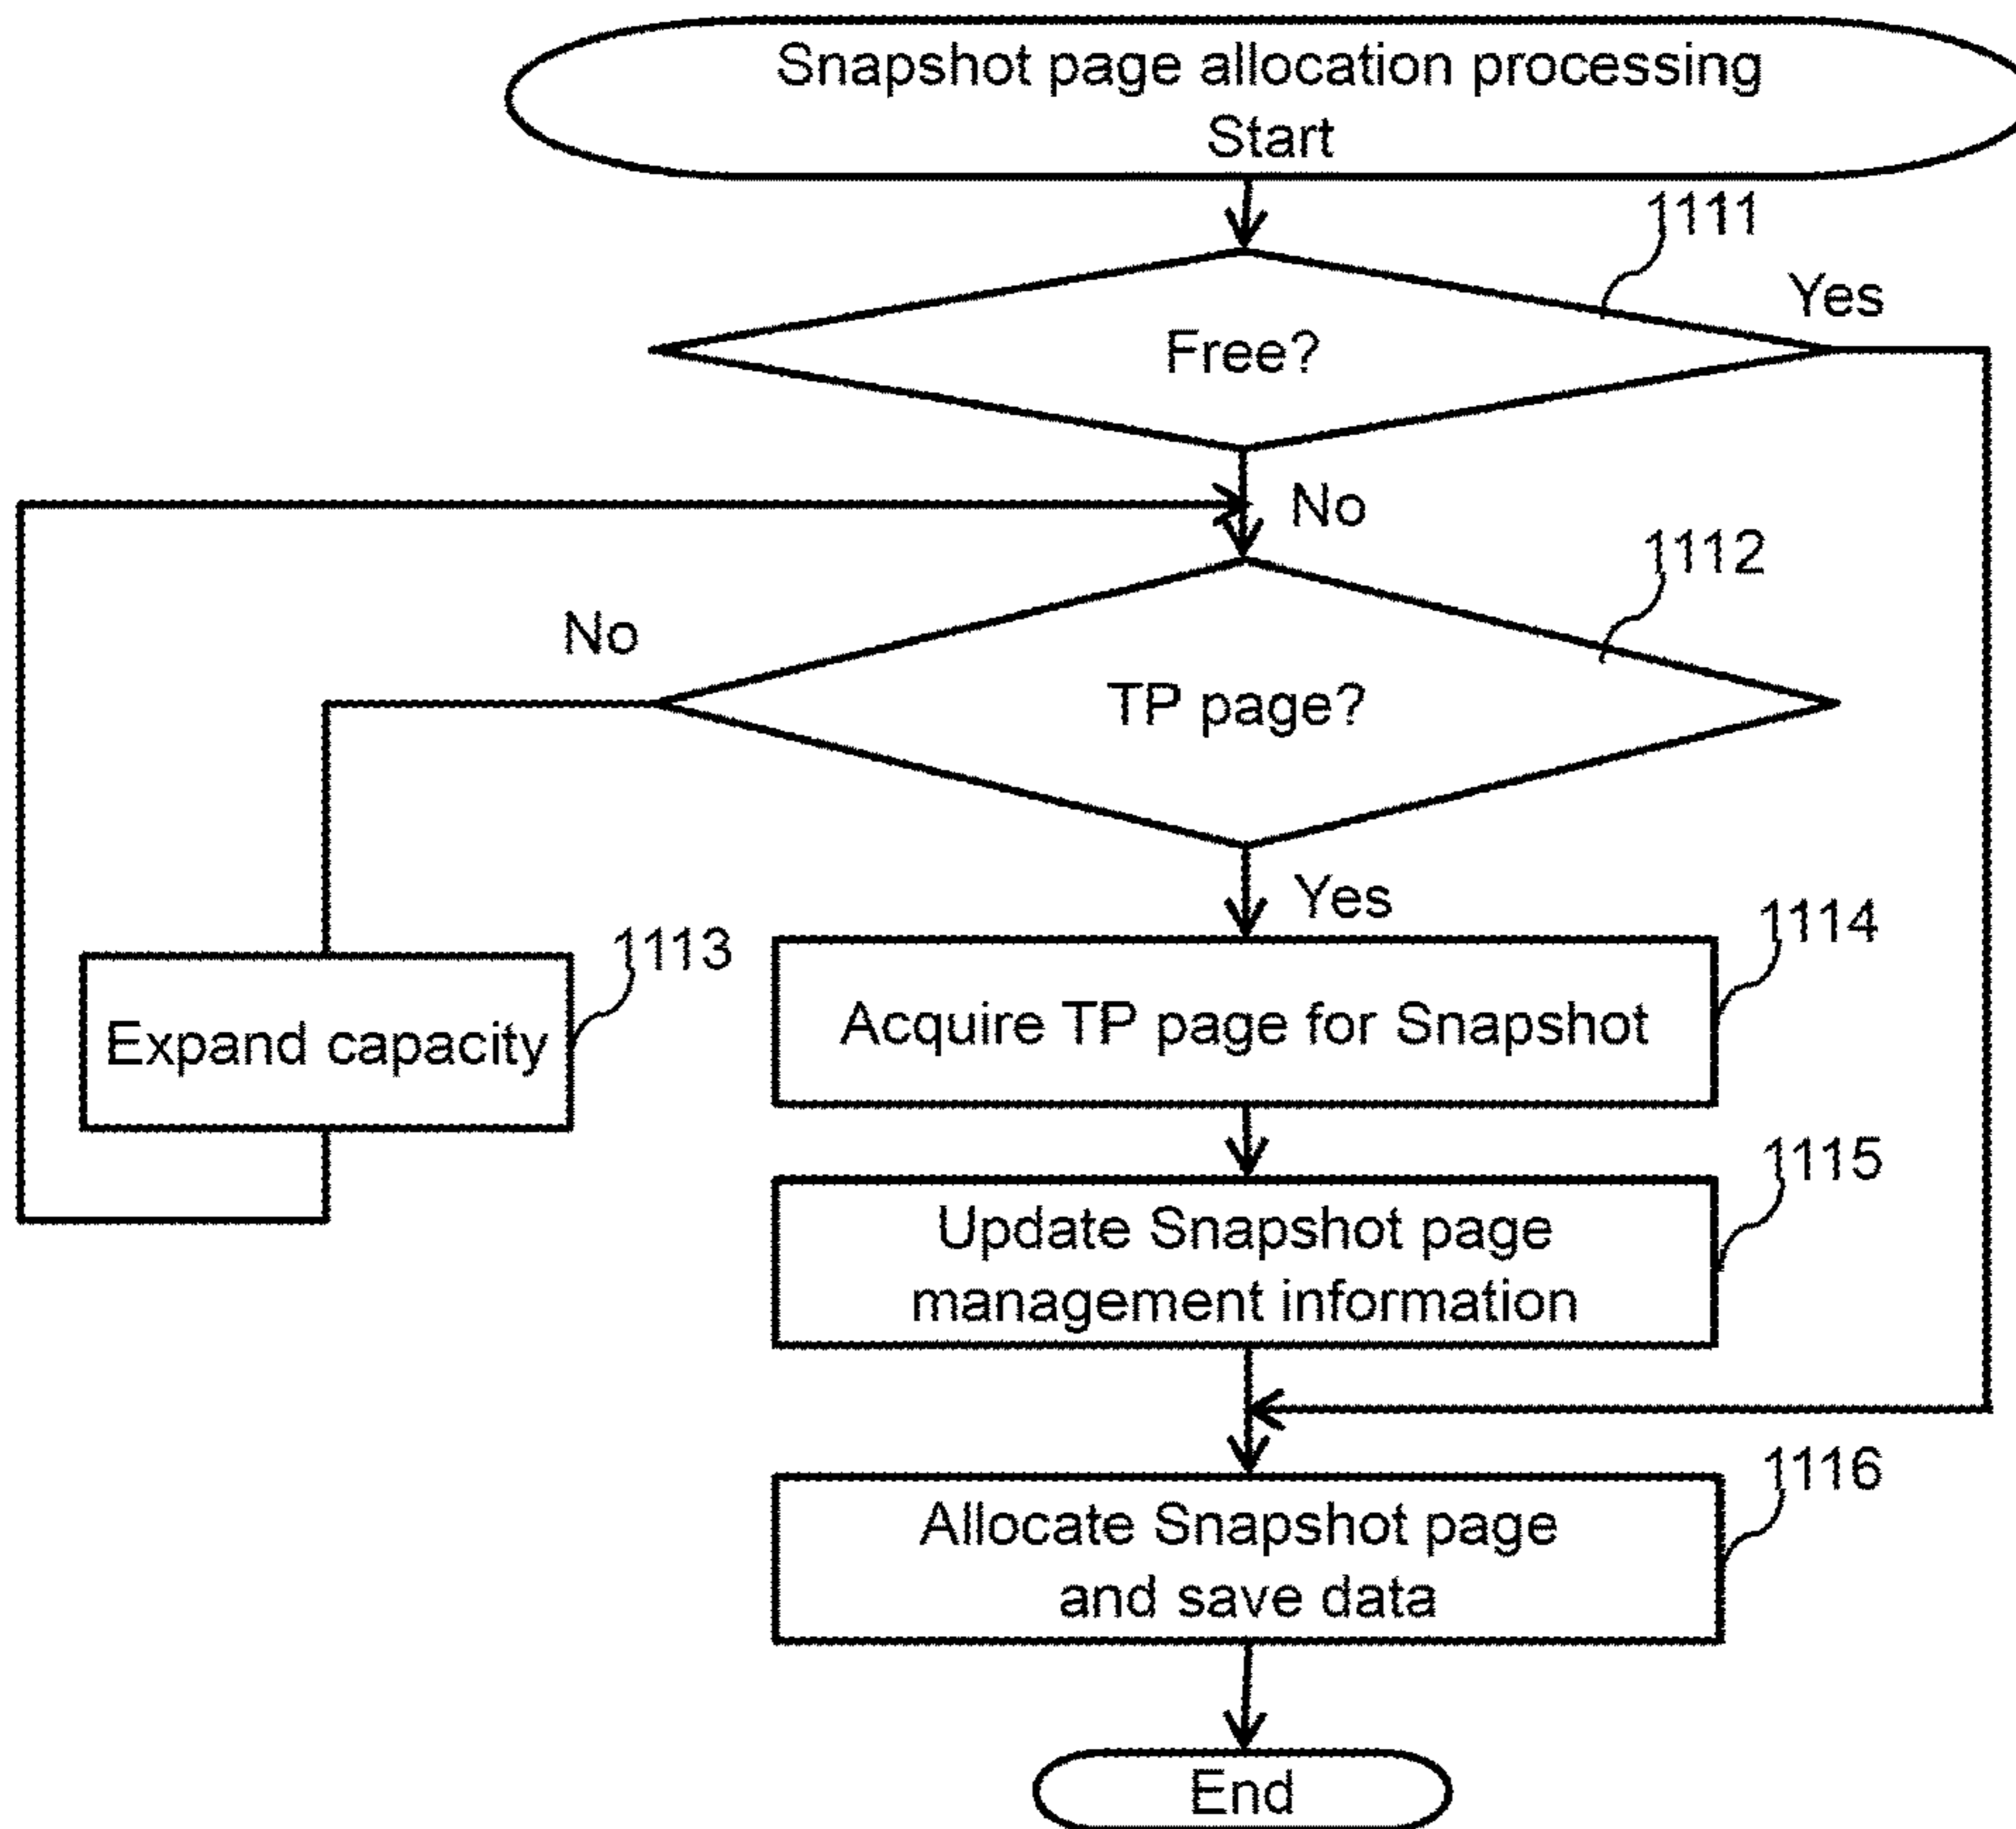 Snapshot page allocation processing
Start
1111
Yes
Free?
No
1112
No
TP page?
Yes
1114
1113
Acquire TP page for Snapshot
Expand capacity
1115
Update Snapshot page
management information
1116
Allocate Snapshot page
and save data
End